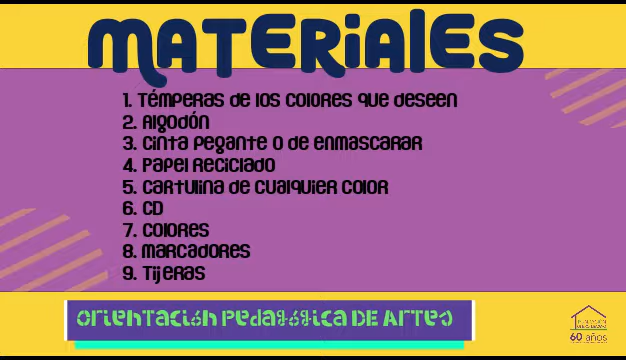 MATERIALES
1. Témperas de los colores que deseen
2. Algodón
3. Cinta pegante o de enmascarar
4. Papel reciclado
5. Cartulina de cualquier color
6. CD
7. Colores
8. Marcadores
9. Tijeras
Orientación Pedagógica DE Artes
60 años